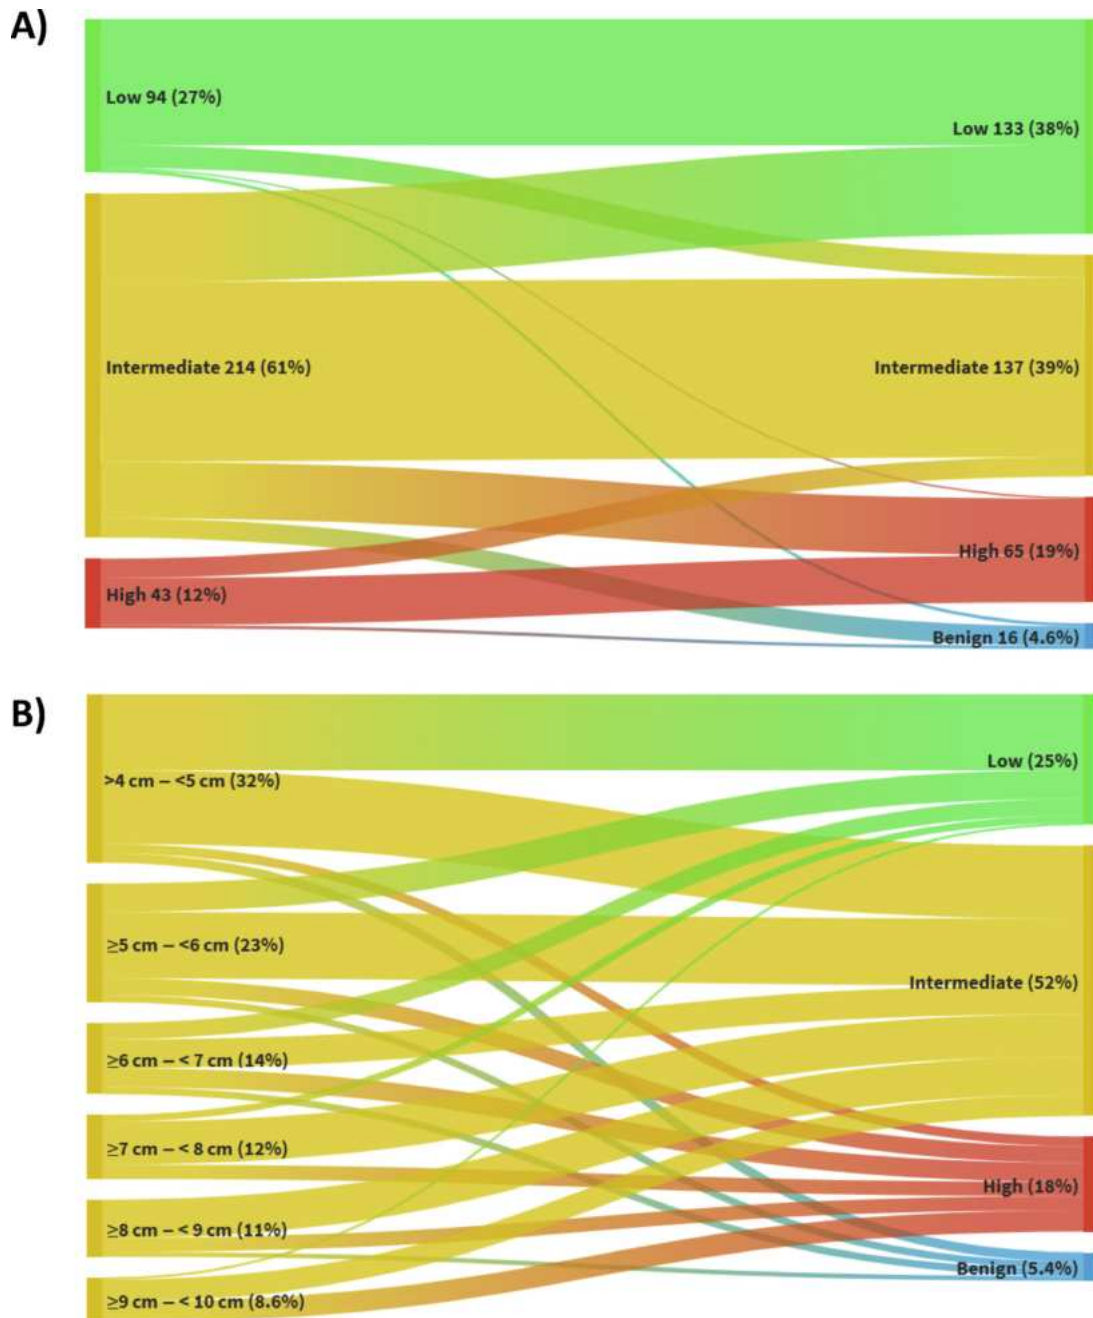 A)
Low 94 (27%)
Low 133 (38%)
Intermediate 214 (61%)
Intermediate 137 (39%)
High 65 (19%)
High 43 (12%)
Benign 16 (4.6%)
B)
Low (25%)
>4 cm – <5 cm (32%)
≥5 cm – <6 cm (23%)
Intermediate (52%)
≥6 cm – < 7 cm (14%)
≥7 cm – < 8 cm (12%)
High (18%)
≥8 cm – < 9 cm (11%)
Benign (5.4%)
≥9 cm – < 10 cm (8.6%)